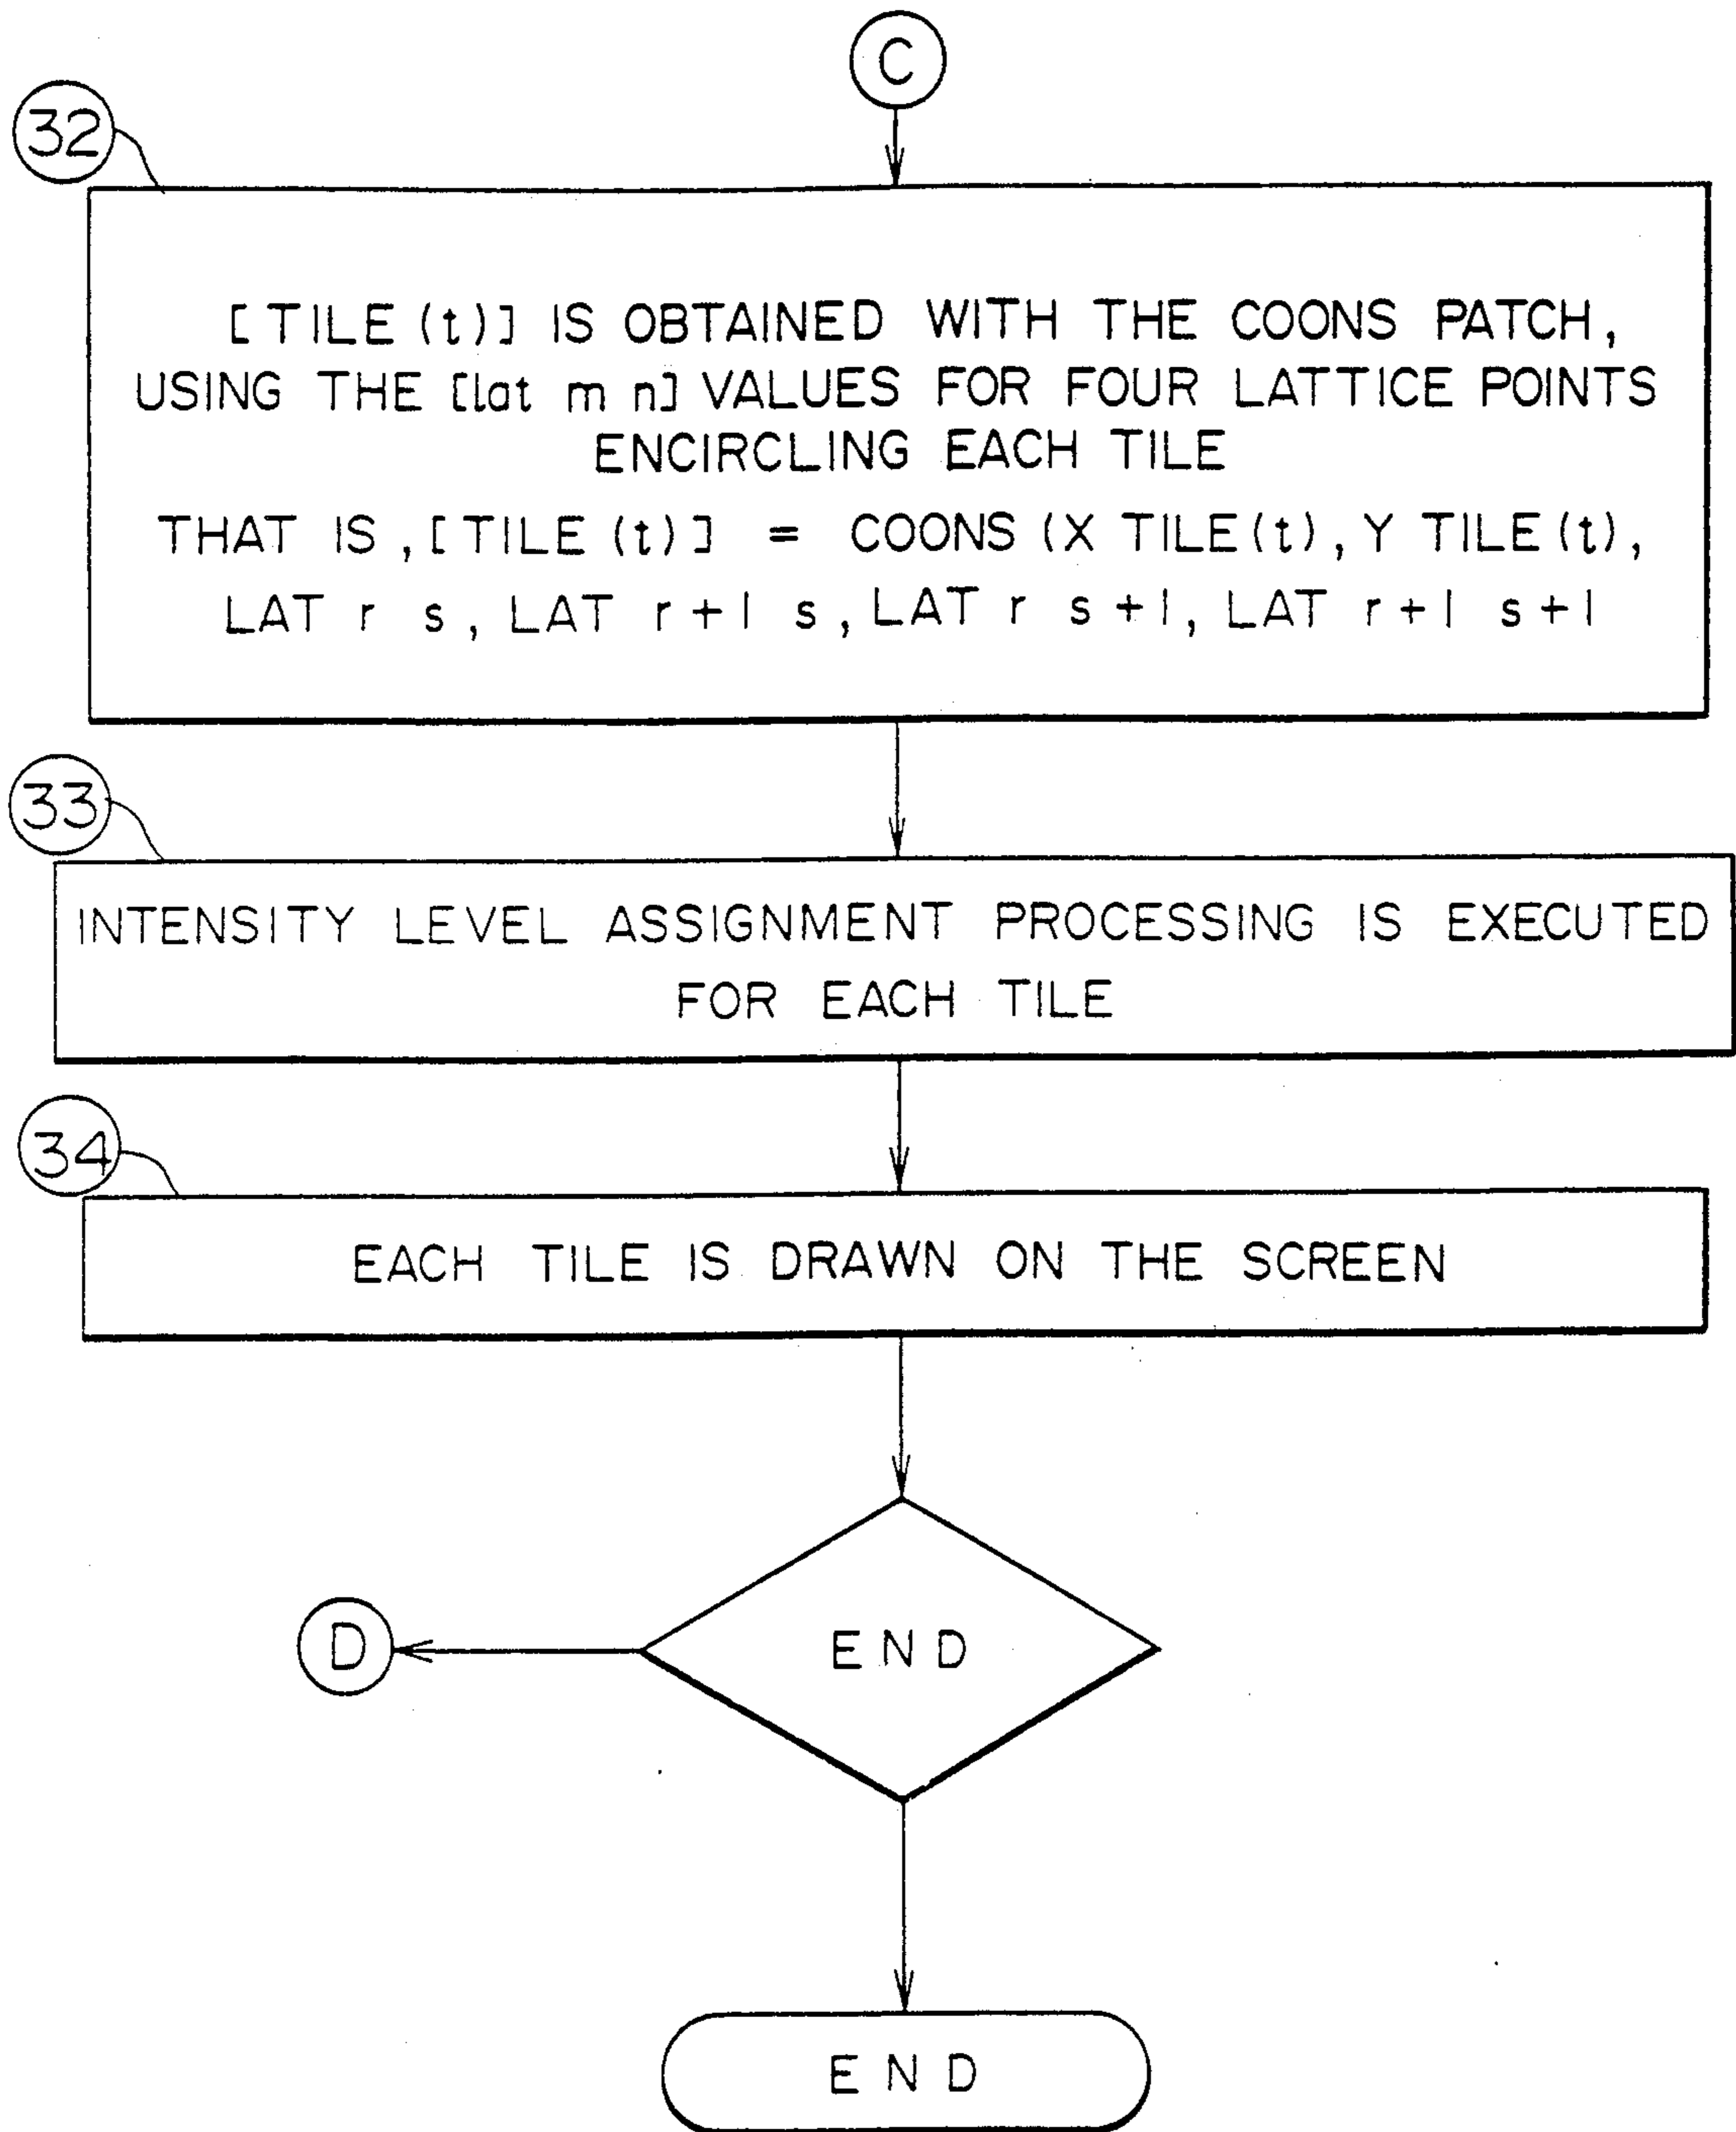 C
32
[TILE (t)] IS OBTAINED WITH THE COONS PATCH,
USING THE [lat m n] VALUES FOR FOUR LATTICE POINTS
ENCIRCLING EACH TILE
THAT IS, [TILE (t)] = COONS (X TILE(t), Y TILE(t),
LAT r s, LAT r+1 s, LAT r s+1, LAT r+1 s+1
33
INTENSITY LEVEL ASSIGNMENT PROCESSING IS EXECUTED
FOR EACH TILE
34
EACH TILE IS DRAWN ON THE SCREEN
D
END
END